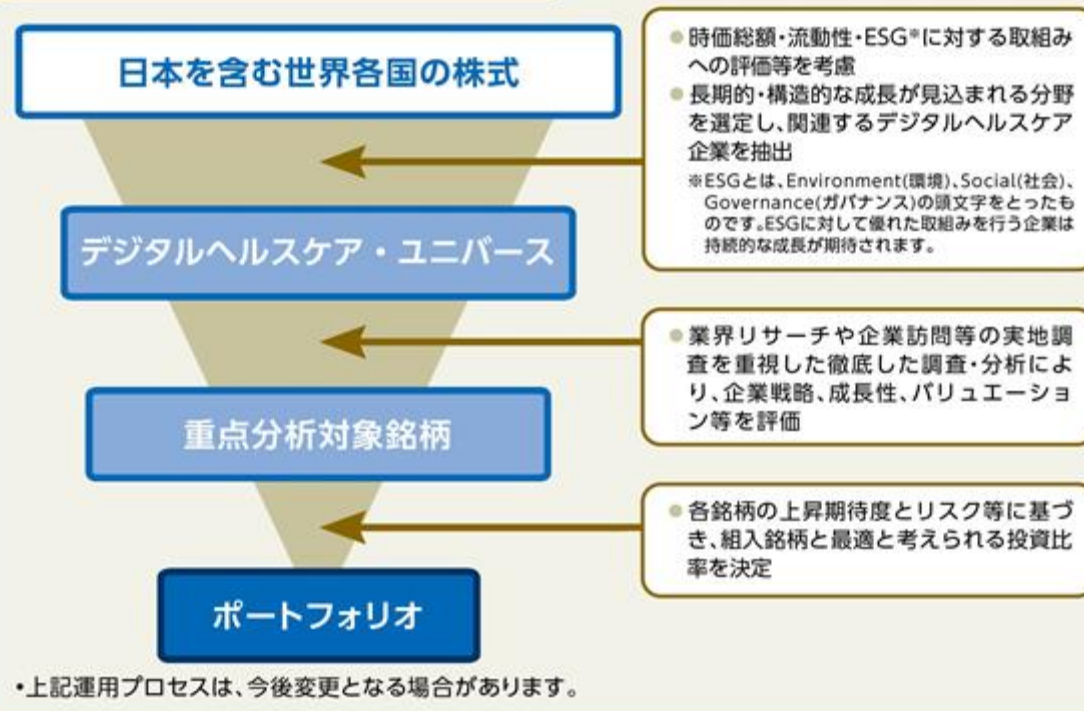 日本を含む世界各国の株式
●時価総額・流動性・ESG※に対する取組み
への評価等を考慮
●長期的・構造的な成長が見込まれる分野
を選定し、関連するデジタルヘルスケア
企業を抽出
※ESGとは、Environment(環境)、Social(社会)、
Governance(ガバナンス)の頭文字をとったも
のです。ESGに対して優れた取組みを行う企業は
持続的な成長が期待されます。
デジタルヘルスケア・ユニバース
●業界リサーチや企業訪問等の実地調
査を重視した徹底した調査・分析によ
り、企業戦略、成長性、バリュエーショ
ン等を評価
重点分析対象銘柄
●各銘柄の上昇期待度とリスク等に基づ
き、組入銘柄と最適と考えられる投資比
率を決定
ポートフォリオ
・上記運用プロセスは、今後変更となる場合があります。